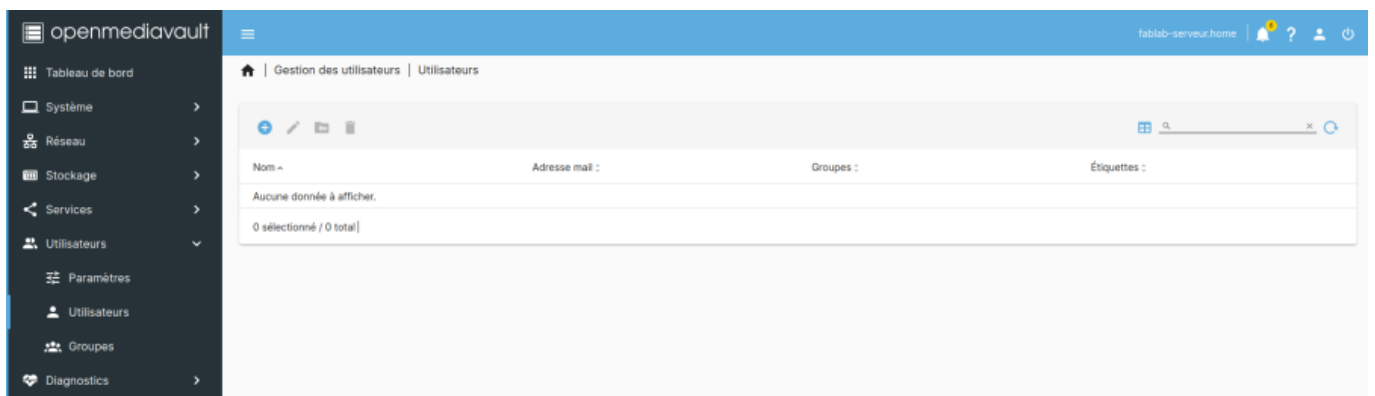 openmediavault
fablab-serveur.home
?
Tableau de bord
Gestion des utilisateurs | Utilisateurs
Système
Réseau
Stockage
Services
Utilisateurs
Paramètres
Utilisateurs
Groupes
Diagnostics
Nom Adresse mail Groupes Étiquettes
Aucune donnée à afficher.
0 sélectionné / 0 total